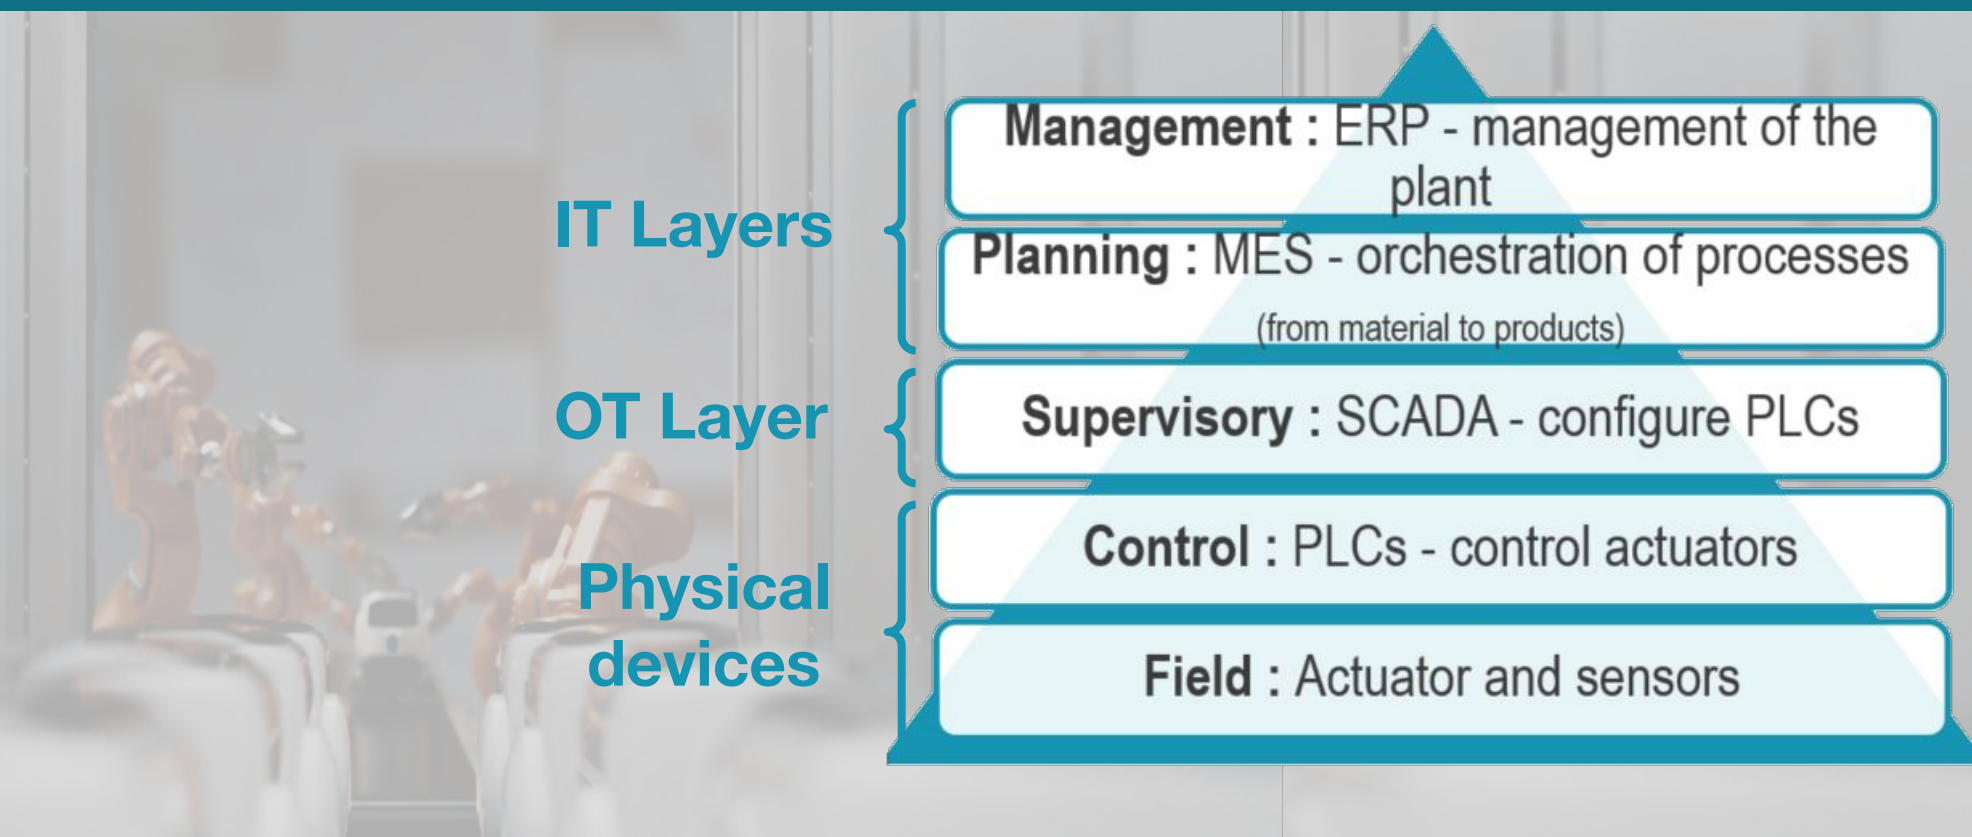 IT Layers
Management : ERP - management of the
plant
Planning : MES - orchestration of processes
(from material to products)
OT Layer
Supervisory : SCADA - configure PLCs
Physical
devices
Control : PLCs - control actuators
Field : Actuator and sensors